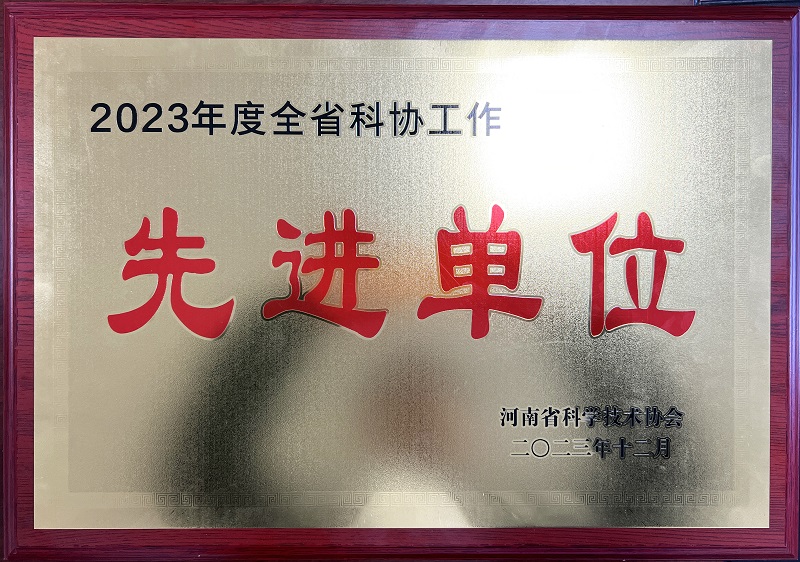 2023年度全省科协工作
先进单位
河南省科学技术协会
二〇二三年十二月